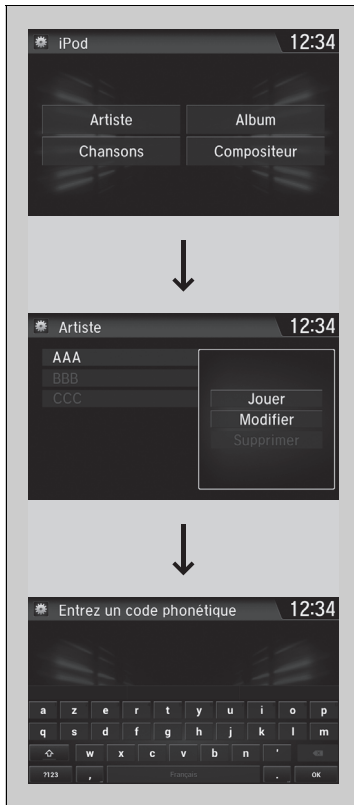 iPod 12:34
Artiste Album
Chansons Compositeur
Artiste 12:34
AAA
BBB
CCC
Jouer
Modifier
Supprimer
Entrez un code phonétique 12:34
a z e r t y u i o p
q s d f g h j k l m
w x c v b n '
?123 , Français . OK